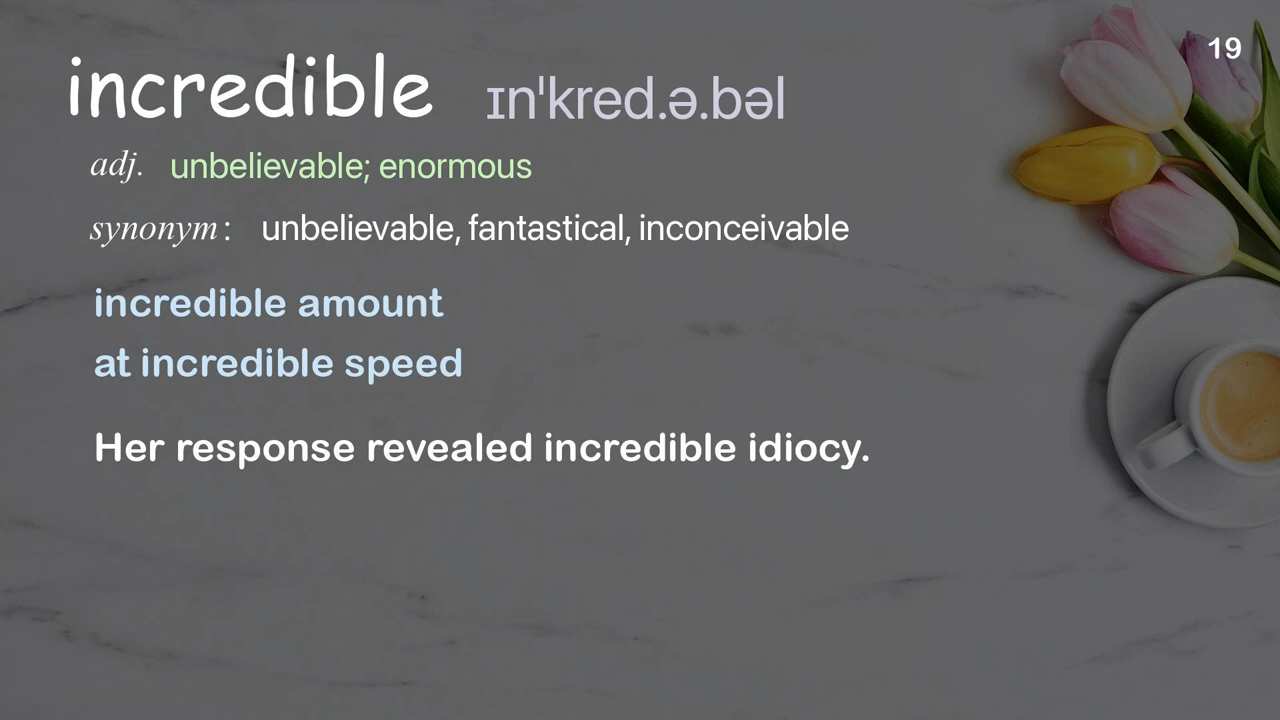 19
incredible ɪnˈkred.ə.bəl
adj. unbelievable; enormous
synonym: unbelievable, fantastical, inconceivable
incredible amount
at incredible speed
Her response revealed incredible idiocy.